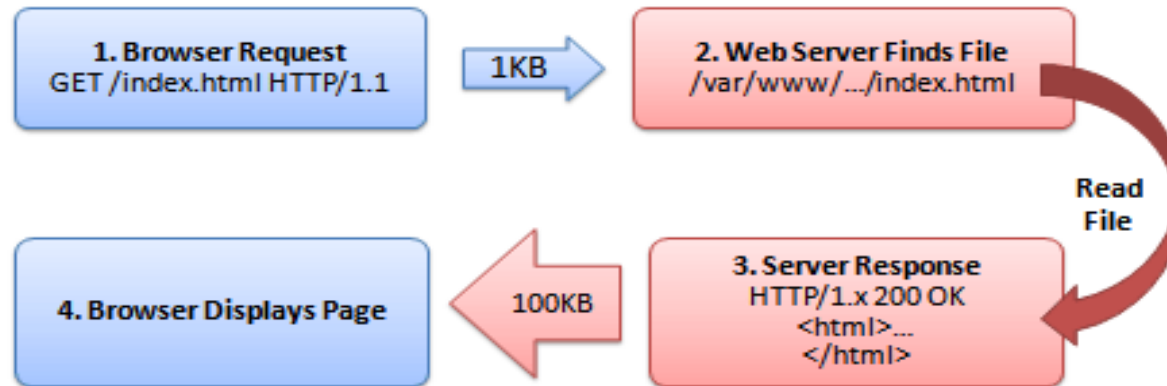 1. Browser Request
GET /index.html HTTP/1.1
1KB
2. Web Server Finds File
/var/www/.../index.html
Read
File
3. Server Response
HTTP/1.x 200 OK
<html>...
</html>
100KB
4. Browser Displays Page